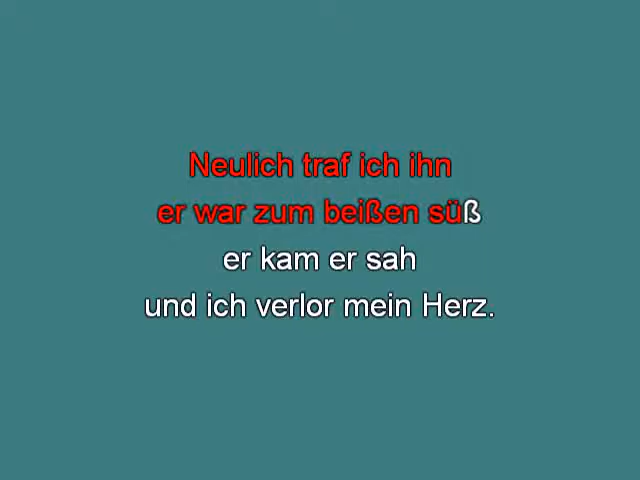 Neulich traf ich ihn
er war zum beißen süß
er kam er sah
und ich verlor mein Herz.